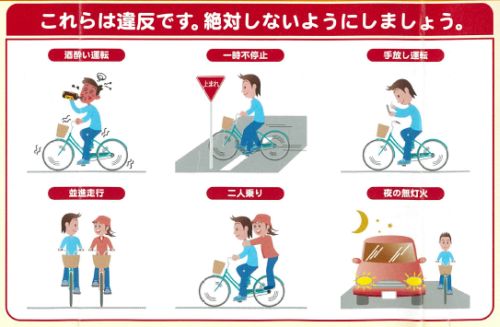 これらは違反です。絶対しないようにしましょう。
酒酔い運転
一時不停止
手放し運転
止まれ
並進走行
二人乗り
夜の無灯火